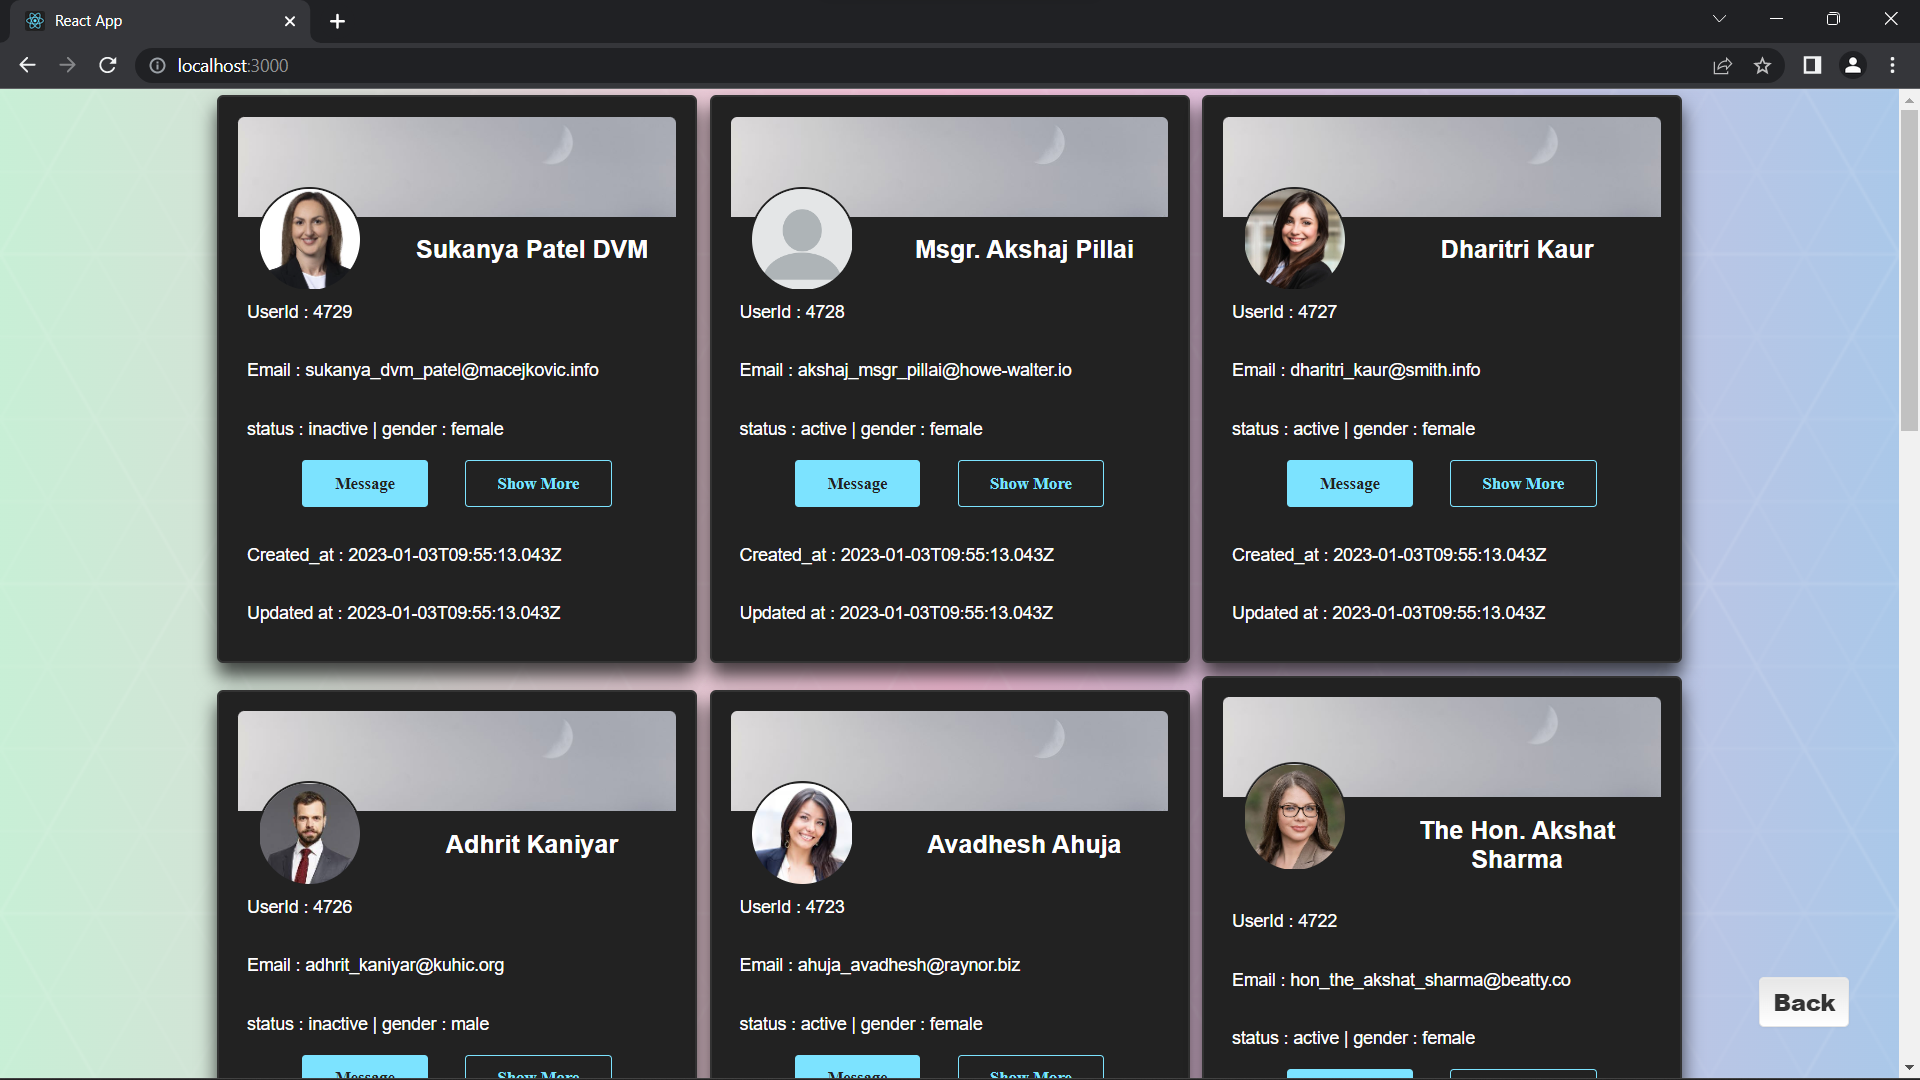 React App
localhost:3000
Sukanya Patel DVM
UserId : 4729
Email : sukanya_dvm_patel@macejkovic.info
status : inactive | gender : female
Message
Show More
Created_at : 2023-01-03T09:55:13.043Z
Updated at : 2023-01-03T09:55:13.043Z
Msgr. Akshaj Pillai
UserId : 4728
Email : akshaj_msgr_pillai@howe-walter.io
status : active | gender : female
Message
Show More
Created_at : 2023-01-03T09:55:13.043Z
Updated at : 2023-01-03T09:55:13.043Z
Dharitri Kaur
UserId : 4727
Email : dharitri_kaur@smith.info
status : active | gender : female
Message
Show More
Created_at : 2023-01-03T09:55:13.043Z
Updated at : 2023-01-03T09:55:13.043Z
Adhrit Kaniyar
UserId : 4726
Email : adhrit_kaniyar@kuhic.org
status : inactive | gender : male
Message
Show More
Avadhesh Ahuja
UserId : 4723
Email : ahuja_avadhesh@raynor.biz
status : active | gender : female
Message
Show More
The Hon. Akshat
Sharma
UserId : 4722
Email : hon_the_akshat_sharma@beatty.co
status : active | gender : female
Back